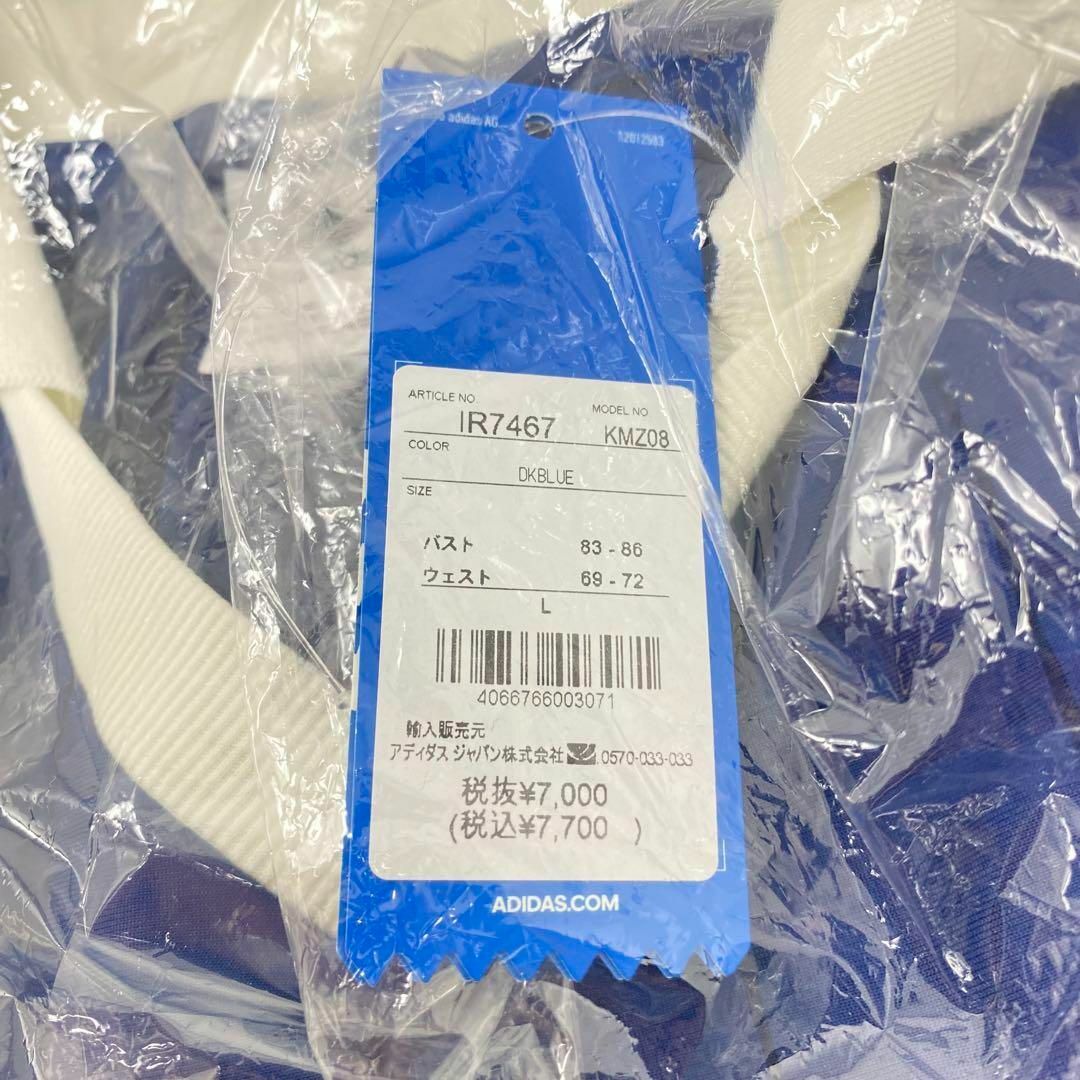 adidas AG
ARTICLE NO.
IR7467
MODEL NO
KMZ08
COLOR
DKBLUE
SIZE
バスト 83 - 86
ウェスト 69 - 72
L
4066766003071
輸入販売元
アディダス ジャパン株式会社 0570-033-033
税抜¥7,000
(税込¥7,700 )
ADIDAS.COM